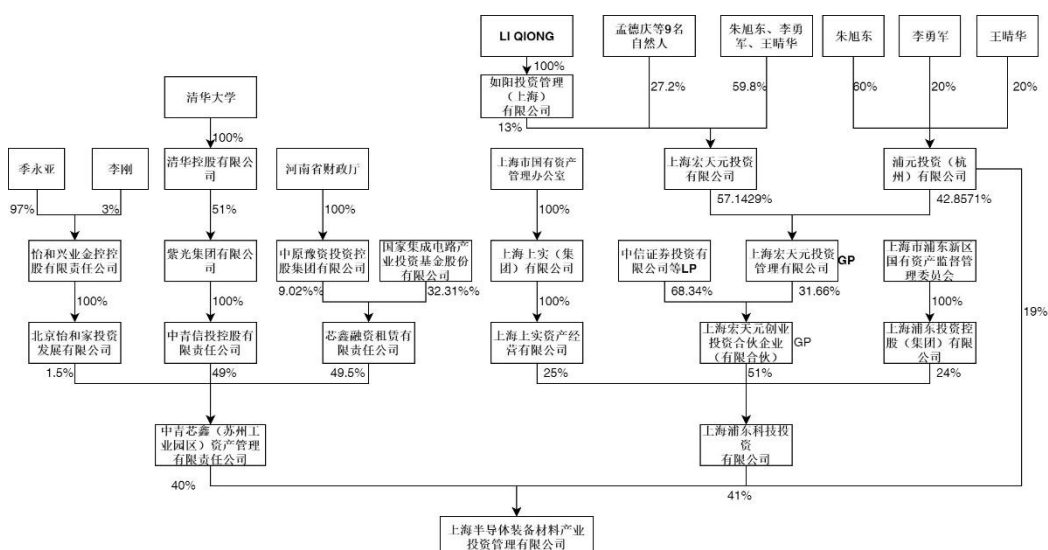 LI QIONG
孟德庆等9名
自然人
朱旭东、李勇
军、王晴华
朱旭东
李勇军
王晴华
100%
27.2%
59.8%
60%
20%
20%
如阳投资管理
（上海）
有限公司
清华大学
13%
100%
季永亚
李刚
清华控股有限公
司
河南省财政厅
上海市国有资产
管理办公室
上海宏天元投资
有限公司
浦元投资（杭
州）有限公司
97%
3%
51%
100%
100%
57.1429%
42.8571%
怡和兴业金控控
股有限责任公司
紫光集团有限公
司
中原豫资投资控
股集团有限公司
国家集成电路产
业投资基金股份
有限公司
上海上实（集
团）有限公司
中信证券投资有
限公司等LP
上海宏天元投资
管理有限公司
GP
上海市浦东新区
国有资产监督管
理委员会
100%
100%
9.02%%
32.31%%
100%
68.34%
31.66%
100%
19%
北京怡和家投资
发展有限公司
中青信投控股有
限责任公司
芯鑫融资租赁有
限责任公司
上海上实资产经
营有限公司
上海宏天元创业
投资合伙企业
（有限合伙）
GP
上海浦东投资控
股（集团）有限
公司
1.5%
49%
49.5%
25%
51%
24%
中青芯鑫（苏州工
业园区）资产管理
有限责任公司
上海浦东科技投
资
有限公司
40%
41%
上海半导体装备材料产业
投资管理有限公司